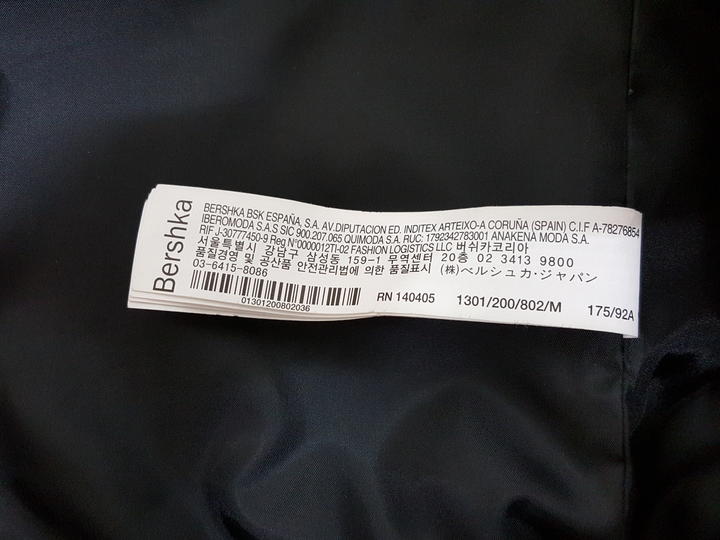 Bershka
BERSHKA BSK ESPAÑA, S.A. AV.DIPUTACION ED. INDITEX ARTEIXO-A CORUÑA (SPAIN) C.I.F A-78276854
IBEROMODA S.A.S SIC 900.207.065 QUIMODA S.A. RUC: 1792342783001 ANAKENA MODA S.A.
RIF J-30777450-9 Reg N°0000012TI-02 FASHION LOGISTICS LLC 버쉬카코리아
서울특별시 강남구 삼성동 159-1 무역센터 20층 02 3413 9800
품질경영 및 공산품 안전관리법에 의한 품질표시 (株)ベルシュカ・ジャパン
03-6415-8086
01301200802036
RN 140405 1301/200/802/M 175/92A